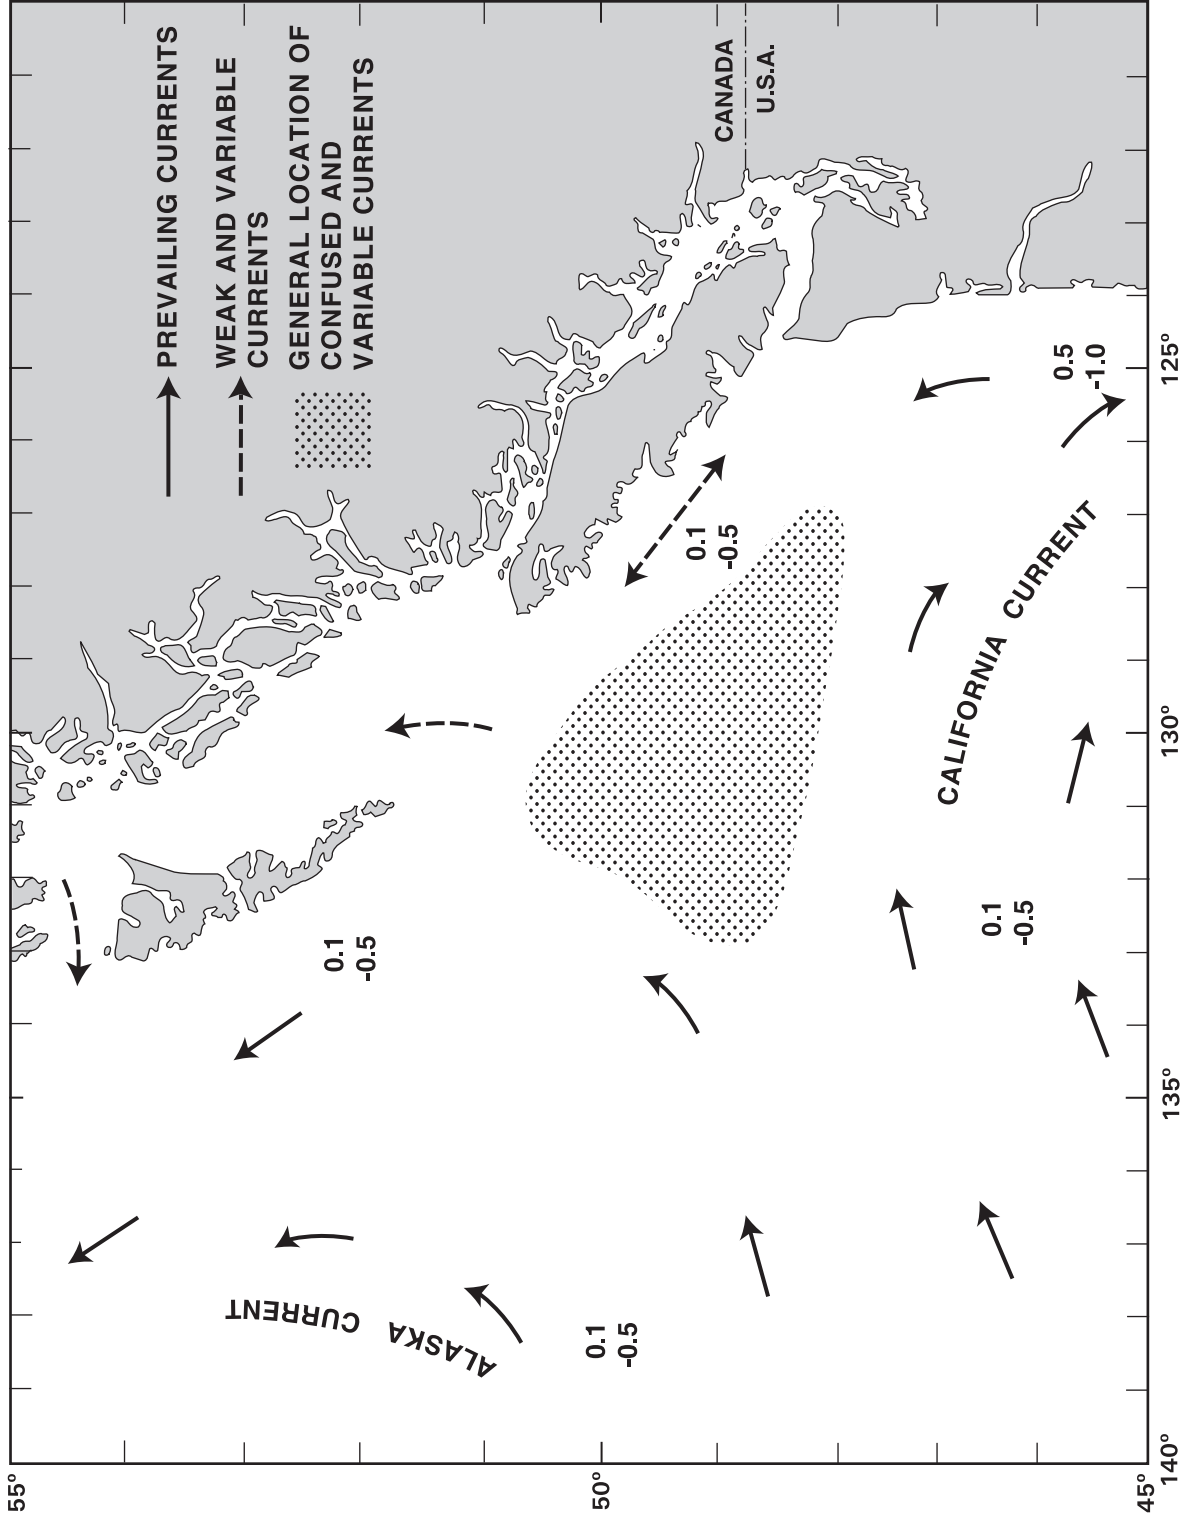 PREVAILING CURRENTS
WEAK AND VARIABLE
CURRENTS
GENERAL LOCATION OF
CONFUSED AND
VARIABLE CURRENTS
CANADA
U.S.A.
0.1
-0.5
0.1
-0.5
0.5
-1.0
0.1
-0.5
0.1
-0.5
ALASKA CURRENT
CALIFORNIA CURRENT
55°
50°
45°
140°
135°
130°
125°